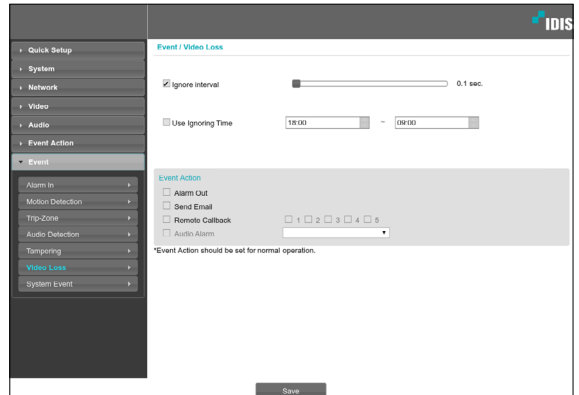 IDIS
Quick Setup
System
Network
Video
Audio
Event Action
Event
Alarm In
Motion Detection
Trip-Zone
Audio Detection
Tampering
Video Loss
System Event
Event / Video Loss
Ignore interval 0.1 sec.
Use Ignoring Time 18:00 ~ 09:00
Event Action
Alarm Out
Send Email
Remote Callback 1 2 3 4 5
Audio Alarm
*Event Action should be set for normal operation.
Save